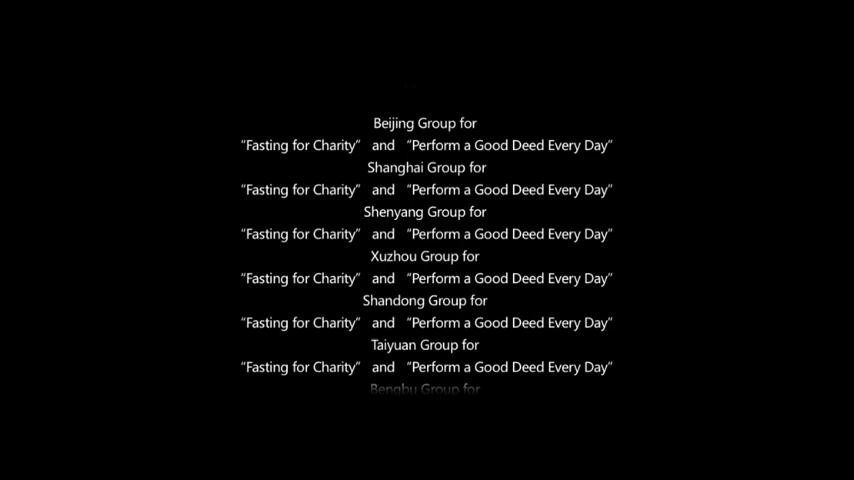 Beijing Group for
“Fasting for Charity” and “Perform a Good Deed Every Day”
Shanghai Group for
“Fasting for Charity” and “Perform a Good Deed Every Day”
Shenyang Group for
“Fasting for Charity” and “Perform a Good Deed Every Day”
Xuzhou Group for
“Fasting for Charity” and “Perform a Good Deed Every Day”
Shandong Group for
“Fasting for Charity” and “Perform a Good Deed Every Day”
Taiyuan Group for
“Fasting for Charity” and “Perform a Good Deed Every Day”
Bengbu Group for